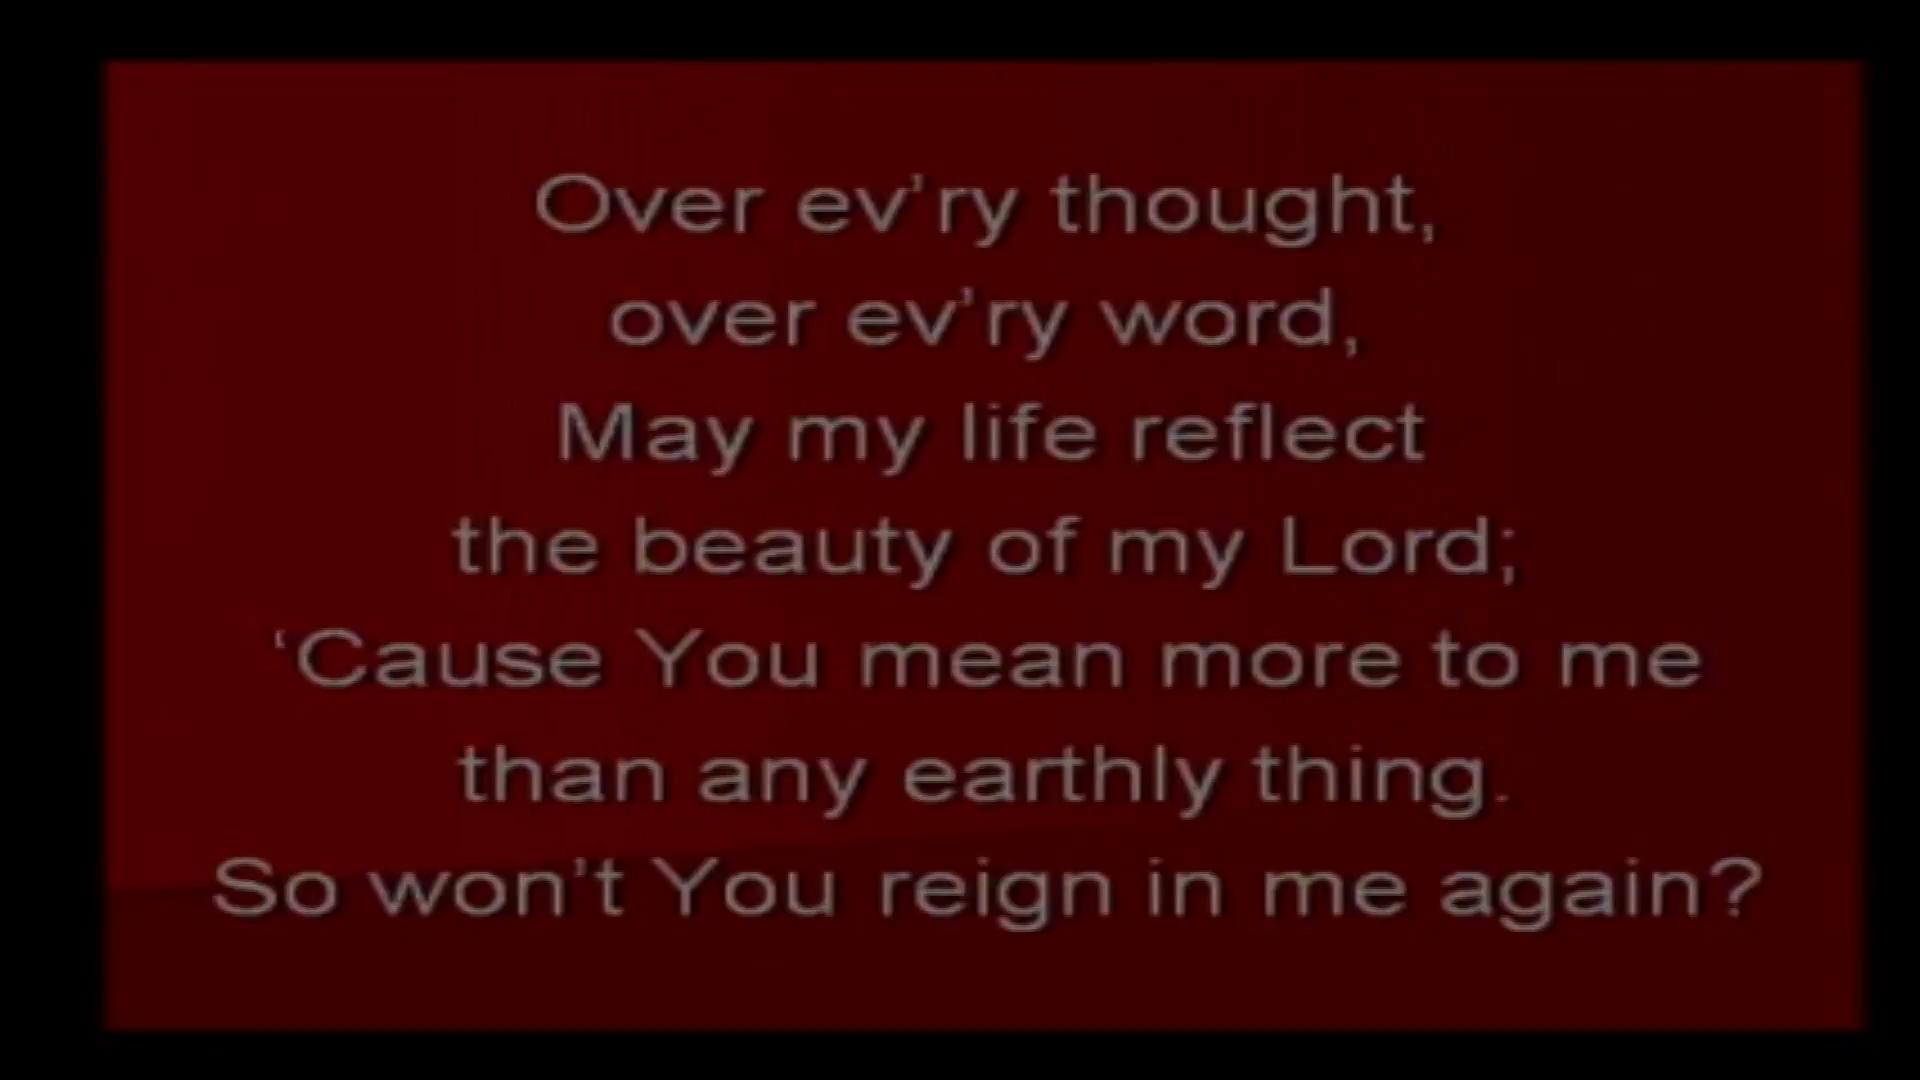 Over ev’ry thought,
over ev’ry word,
May my life reflect
the beauty of my Lord;
‘Cause You mean more to me
than any earthly thing.
So won’t You reign in me again?